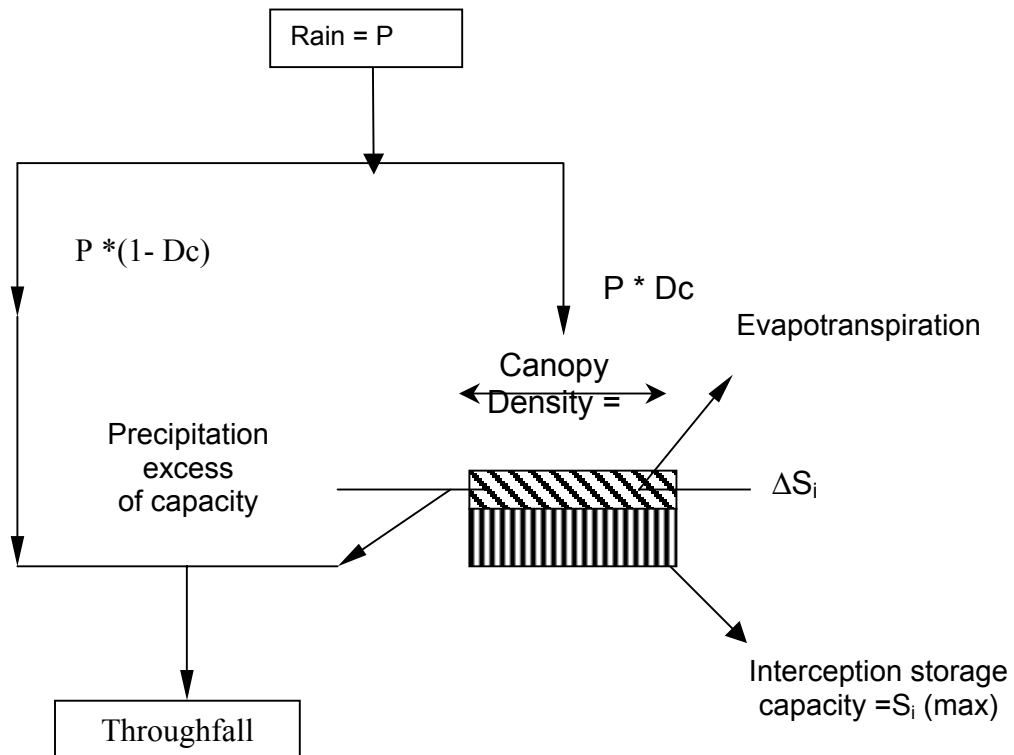 Rain = P
P *(1- Dc)
P * Dc
Evapotranspiration
Canopy
Density =
Precipitation
excess
of capacity
ΔSi
Interception storage
capacity =Si (max)
Throughfall